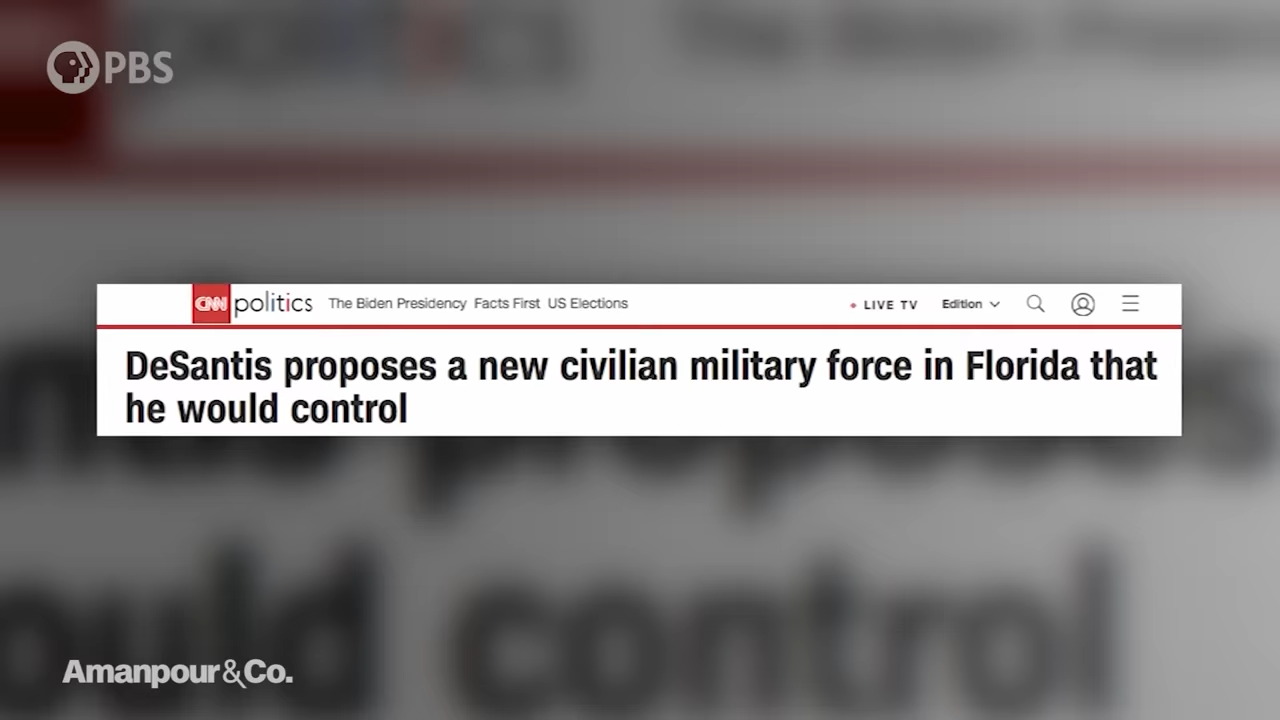 PBS
CNN politics The Biden Presidency Facts First US Elections LIVE TV Edition
DeSantis proposes a new civilian military force in Florida that
he would control
Amanpour&Co.